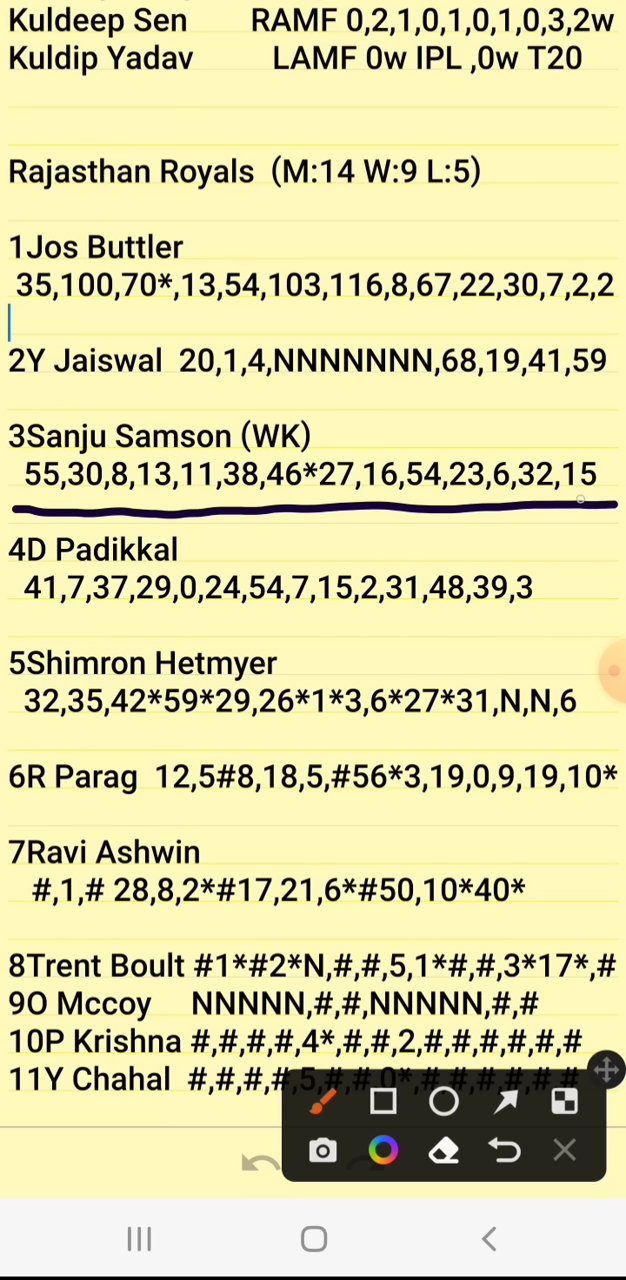 Kuldeep Sen RAMF 0,2,1,0,1,0,1,0,3,2w
Kuldip Yadav LAMF 0w IPL ,0w T20
Rajasthan Royals (M:14 W:9 L:5)
1Jos Buttler
35,100,70*,13,54,103,116,8,67,22,30,7,2,2
2Y Jaiswal 20,1,4,NNNNNNN,68,19,41,59
3Sanju Samson (WK)
55,30,8,13,11,38,46*27,16,54,23,6,32,15
4D Padikkal
41,7,37,29,0,24,54,7,15,2,31,48,39,3
5Shimron Hetmyer
32,35,42*59*29,26*1*3,6*27*31,N,N,6
6R Parag 12,5#8,18,5,#56*3,19,0,9,19,10*
7Ravi Ashwin
#,1,# 28,8,2*#17,21,6*#50,10*40*
8Trent Boult #1*#2*N,#,#,5,1*#,#,3*17*,#
9O Mccoy NNNNN,#,#,NNNNN,#,#
10P Krishna #,#,#,#,4*,#,#,2,#,#,#,#,#,#
11Y Chahal #,#,#,#,5,#,#,0*,#,#,#,#,#,#